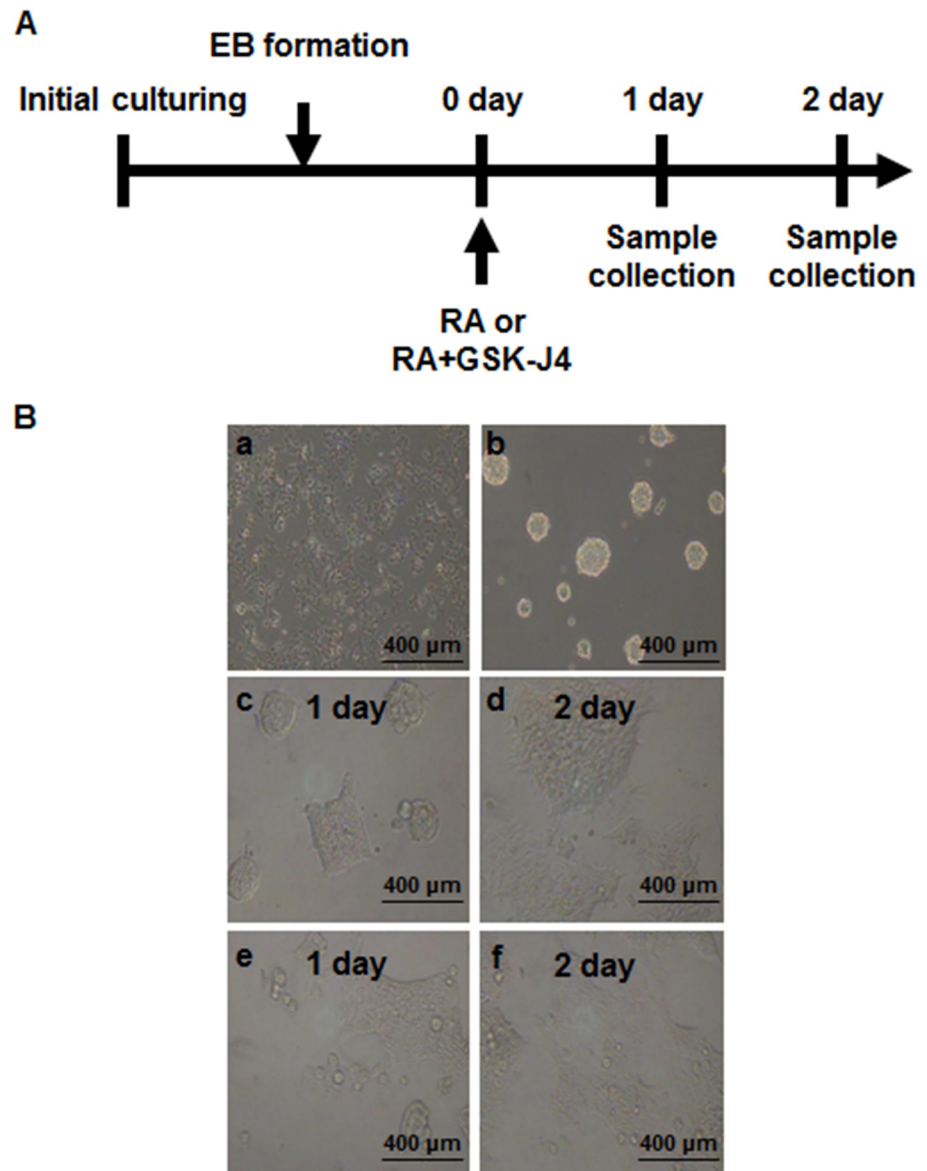 A
EB formation
Initial culturing
0 day
1 day
2 day
Sample
collection
Sample
collection
RA or
RA+GSK-J4
B
a
400 µm
b
400 µm
c
1 day
400 µm
d
2 day
400 µm
e
1 day
400 µm
f
2 day
400 µm